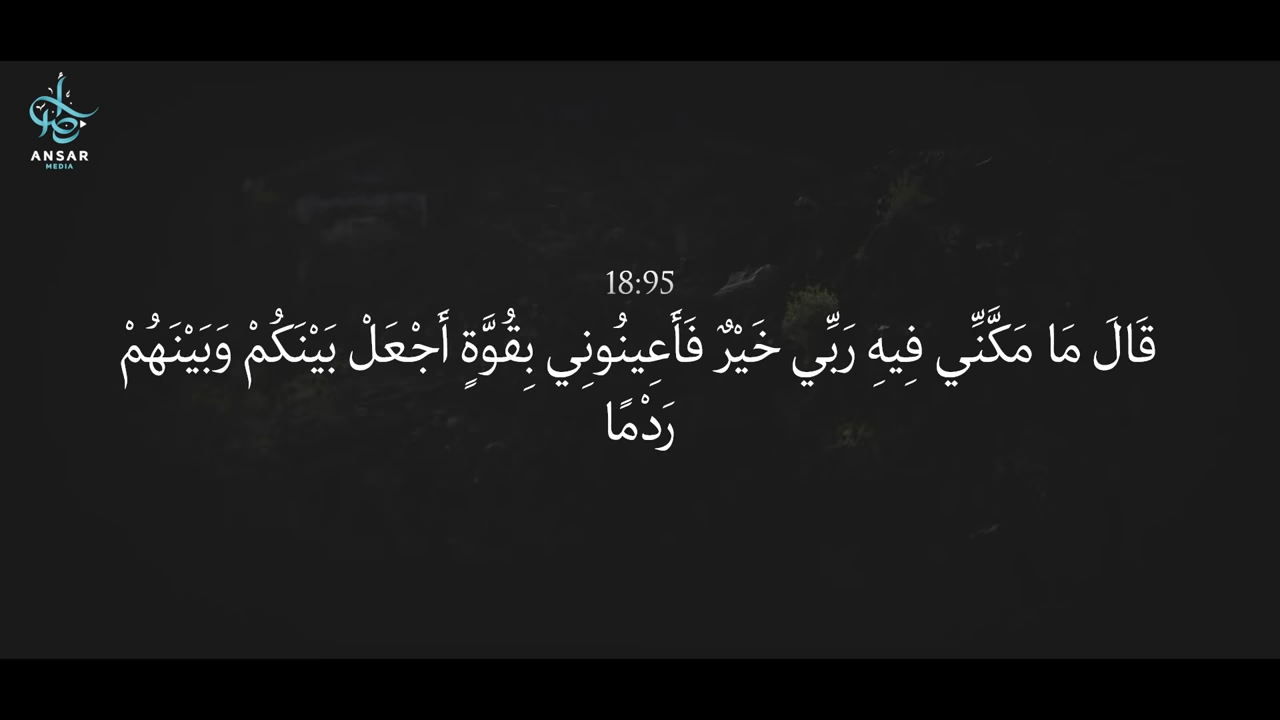 ANSAR
MEDIA
18:95
قَالَ مَا مَكَّنِّي فِيهِ رَبِّي خَيْرٌ فَأَعِينُونِي بِقُوَّةٍ أَجْعَلْ بَيْنَكُمْ وَبَيْنَهُمْ
رَدْمًا